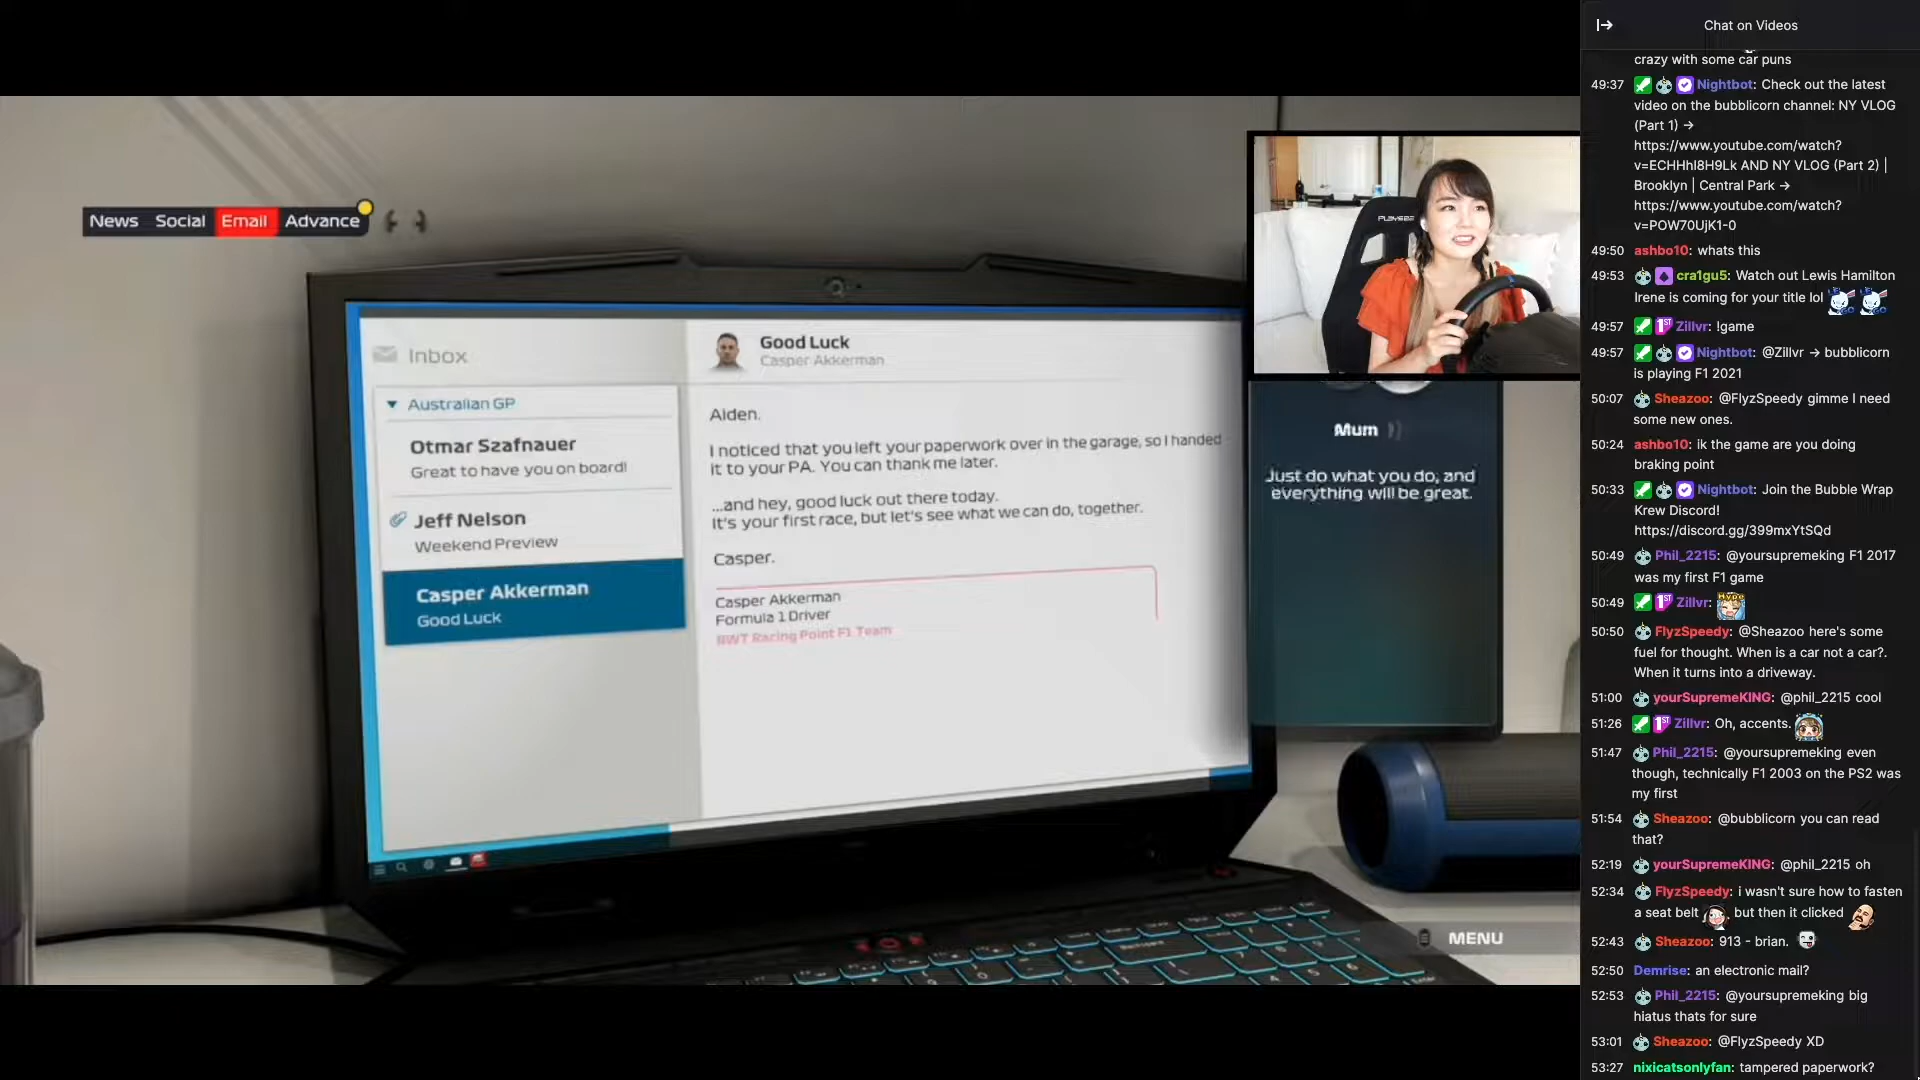 News Social Email Advance
Inbox
Australian GP
Otmar Szafnauer
Great to have you on board!
Jeff Nelson
Weekend Preview
Casper Akkerman
Good Luck
Good Luck
Casper Akkerman
Aiden.
I noticed that you left your paperwork over in the garage, so I handed
it to your PA. You can thank me later.
...and hey, good luck out there today.
It's your first race, but let's see what we can do, together.
Casper.
Casper Akkerman
Formula 1 Driver
BWT Racing Point F1 Team
PLAYSEAT
Mum
Just do what you do, and
everything will be great.
MENU
Chat on Videos
crazy with some car puns
49:37 Nightbot: Check out the latest
video on the bubblicorn channel: NY VLOG
(Part 1) →
https://www.youtube.com/watch?
v=ECHHhI8H9Lk AND NY VLOG (Part 2) |
Brooklyn | Central Park →
https://www.youtube.com/watch?
v=POW70UjK1-0
49:50 ashbo10: whats this
49:53 cra1gu5: Watch out Lewis Hamilton
Irene is coming for your title lol
49:57 Zillvr: !game
49:57 Nightbot: @Zillvr → bubblicorn
is playing F1 2021
50:07 Sheazoo: @FlyzSpeedy gimme I need
some new ones.
50:24 ashbo10: ik the game are you doing
braking point
50:33 Nightbot: Join the Bubble Wrap
Krew Discord!
https://discord.gg/399mxYtSQd
50:49 Phil_2215: @yoursupremeking F1 2017
was my first F1 game
50:49 Zillvr:
50:50 FlyzSpeedy: @Sheazoo here's some
fuel for thought. When is a car not a car?.
When it turns into a driveway.
51:00 yourSupremeKING: @phil_2215 cool
51:26 Zillvr: Oh, accents.
51:47 Phil_2215: @yoursupremeking even
though, technically F1 2003 on the PS2 was
my first
51:54 Sheazoo: @bubblicorn you can read
that?
52:19 yourSupremeKING: @phil_2215 oh
52:34 FlyzSpeedy: i wasn't sure how to fasten
a seat belt , but then it clicked
52:43 Sheazoo: 913 - brian.
52:50 Demrise: an electronic mail?
52:53 Phil_2215: @yoursupremeking big
hiatus thats for sure
53:01 Sheazoo: @FlyzSpeedy XD
53:27 nixicatsonlyfan: tampered paperwork?